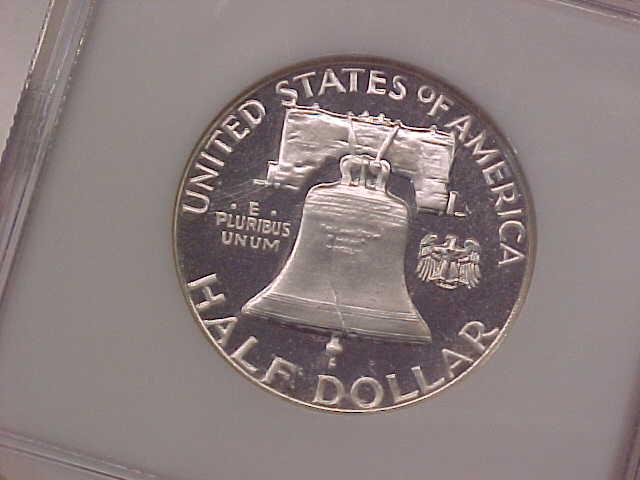 UNITED STATES OF AMERICA
· E ·
PLURIBUS
UNUM
HALF DOLLAR